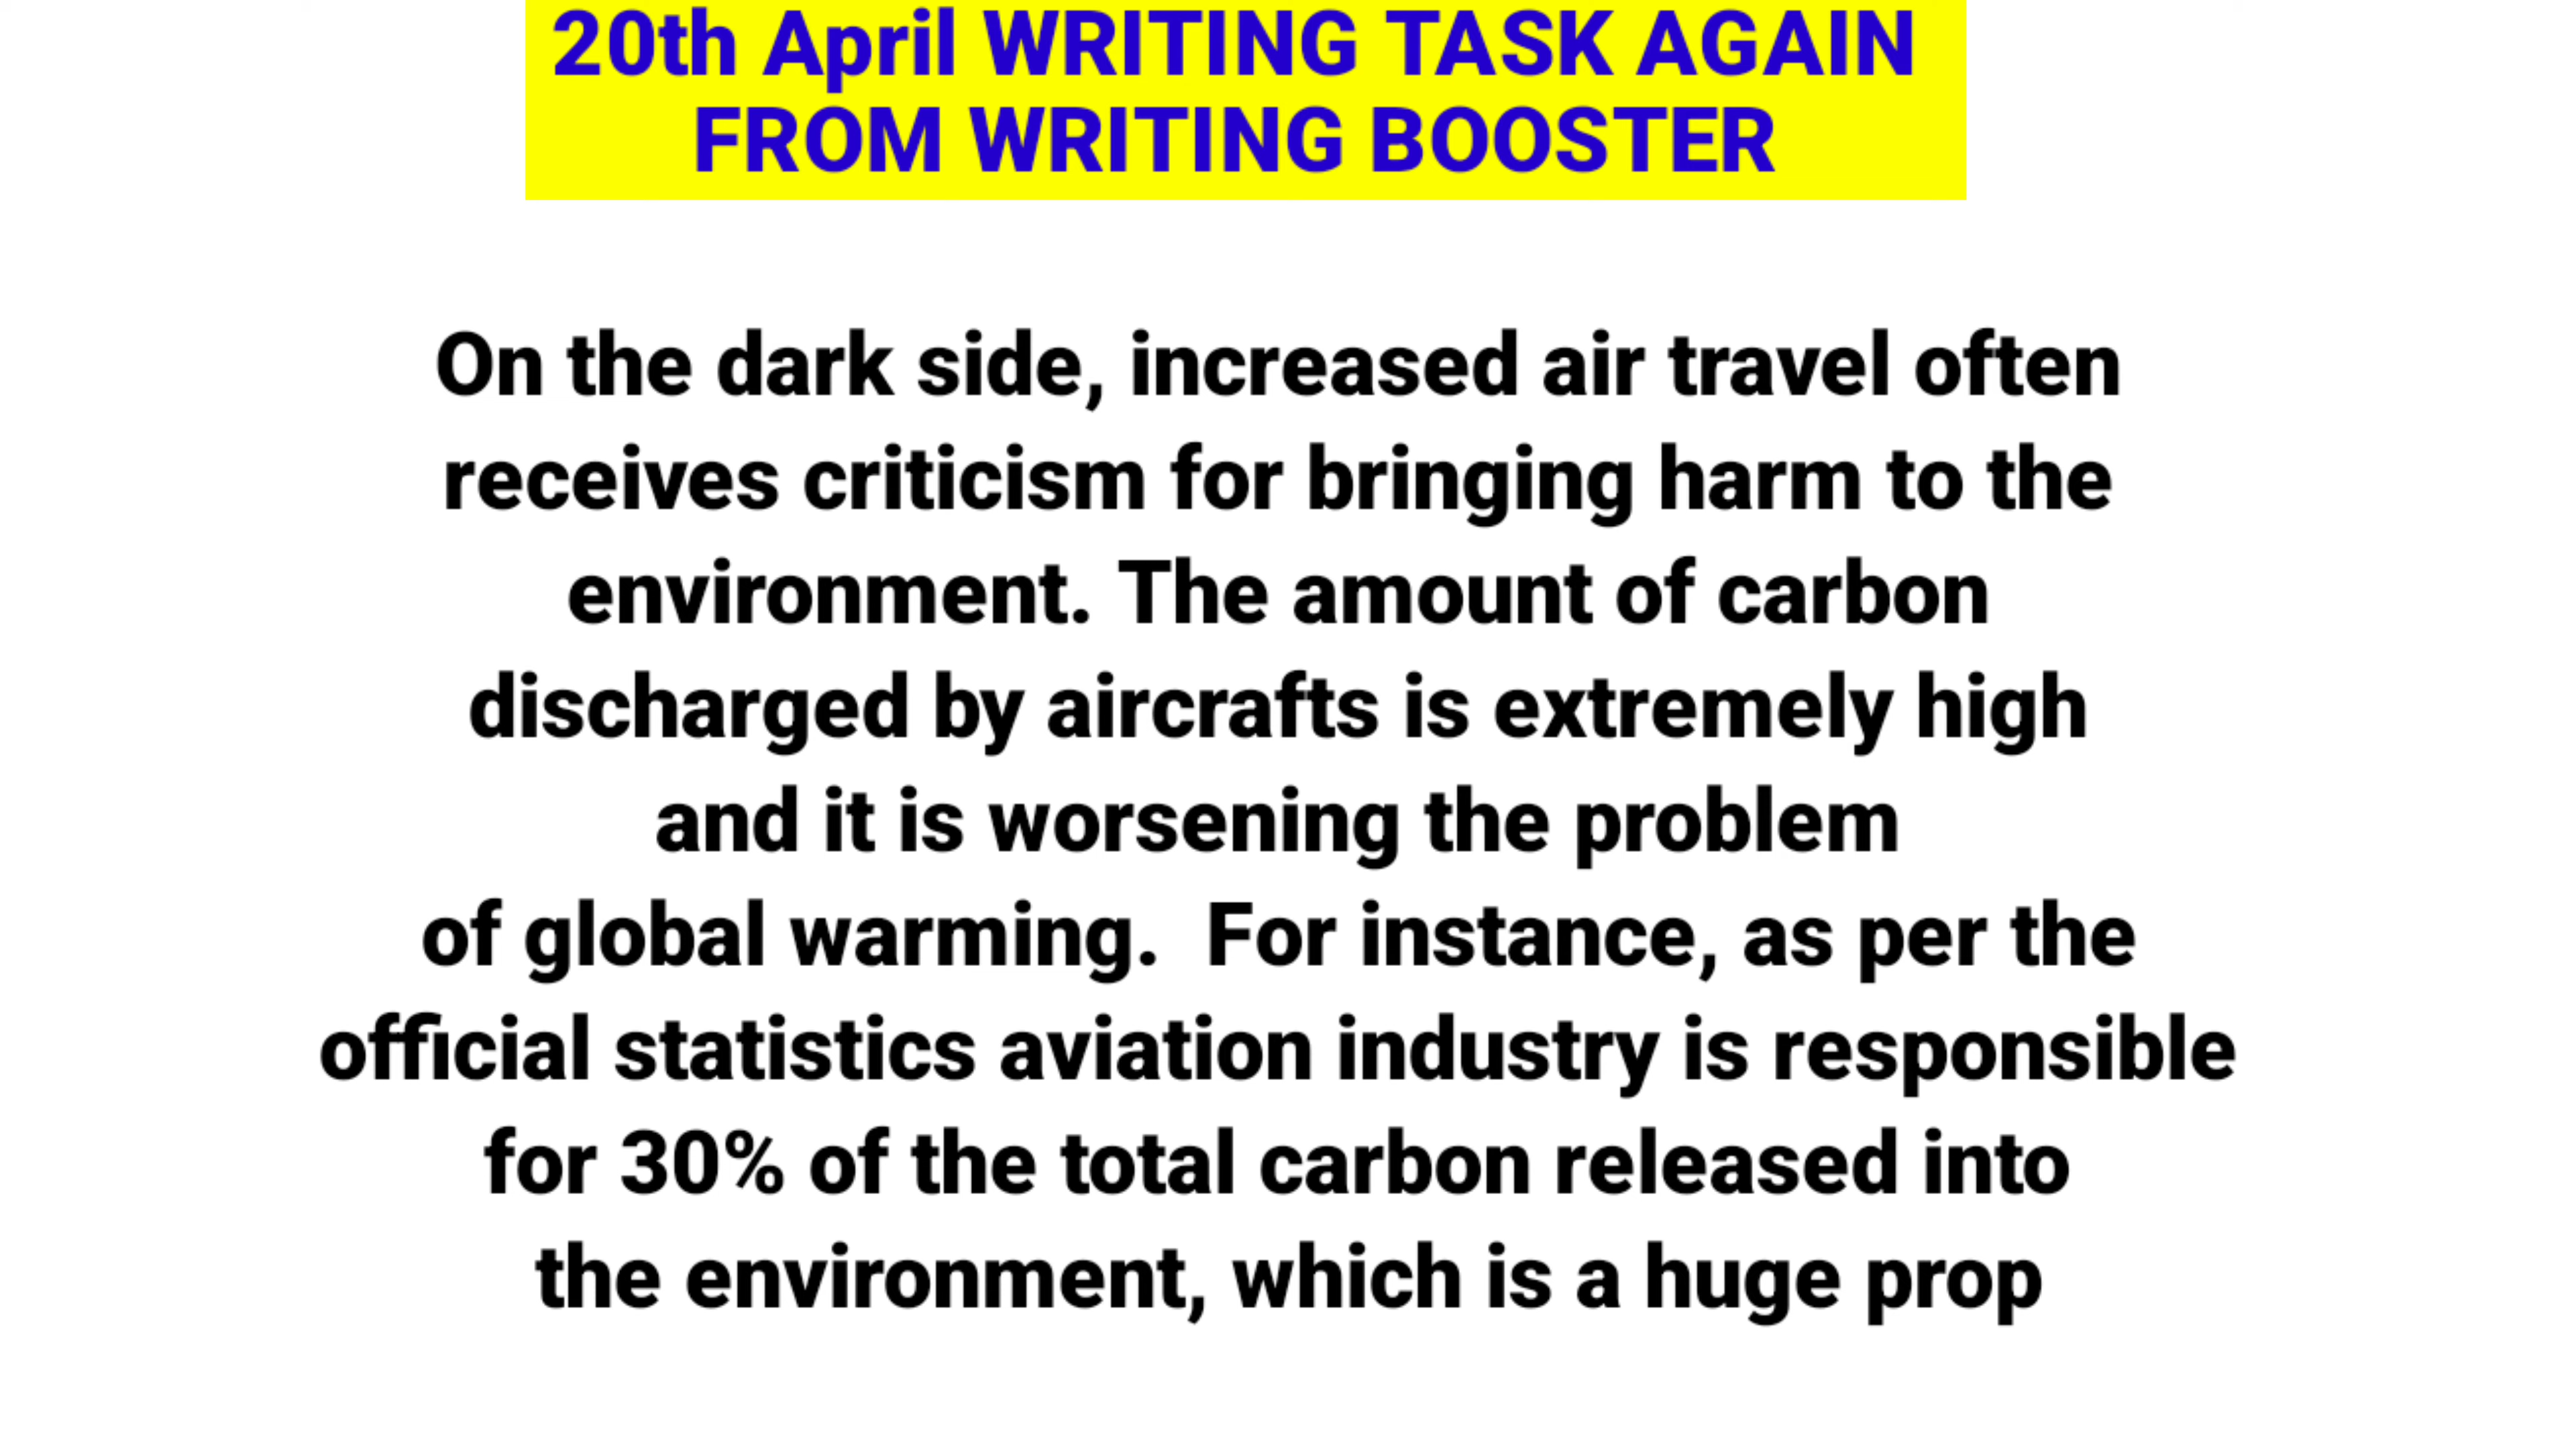 20th April WRITING TASK AGAIN
FROM WRITING BOOSTER
On the dark side, increased air travel often
receives criticism for bringing harm to the
environment. The amount of carbon
discharged by aircrafts is extremely high
and it is worsening the problem
of global warming.  For instance, as per the
official statistics aviation industry is responsible
for 30% of the total carbon released into
the environment, which is a huge prop